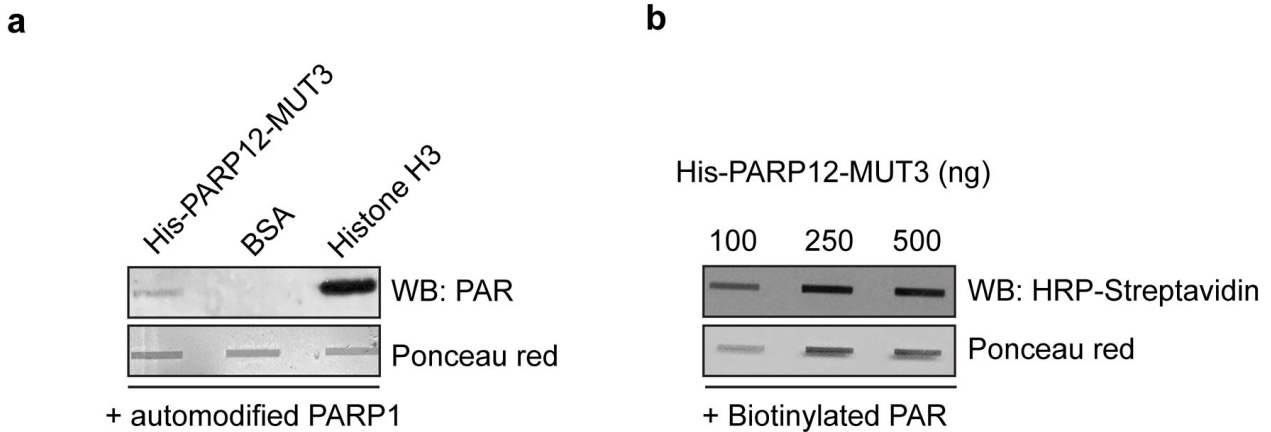 a
His-PARP12-MUT3
BSA
Histone H3
WB: PAR
Ponceau red
+ automodified PARP1
b
His-PARP12-MUT3 (ng)
100 250 500
WB: HRP-Streptavidin
Ponceau red
+ Biotinylated PAR